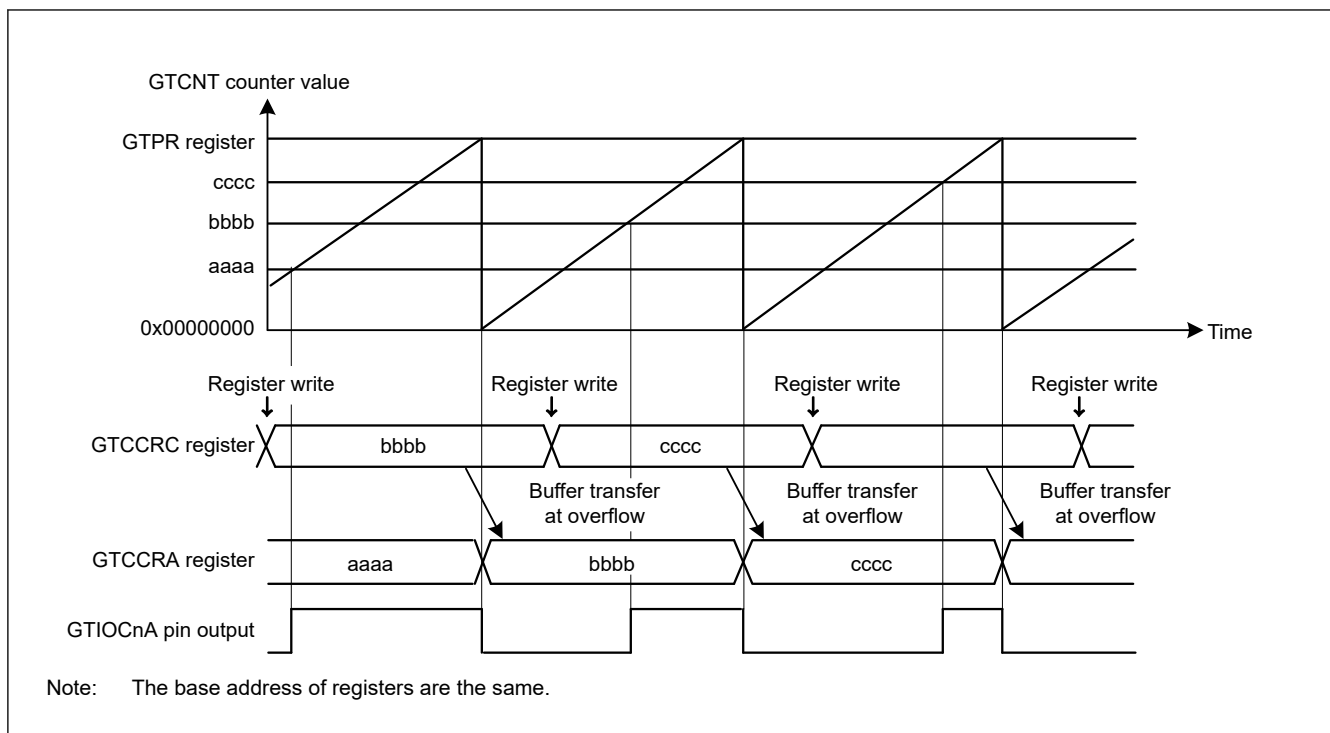 GTCNT counter value
GTPR register
cccc
bbbb
aaaa
0x00000000
Time
Register write Register write Register write Register write
GTCCRC register bbbb cccc
Buffer transfer at overflow
Buffer transfer at overflow
Buffer transfer at overflow
GTCCRA register aaaa bbbb cccc
GTIOCnA pin output
Note: The base address of registers are the same.